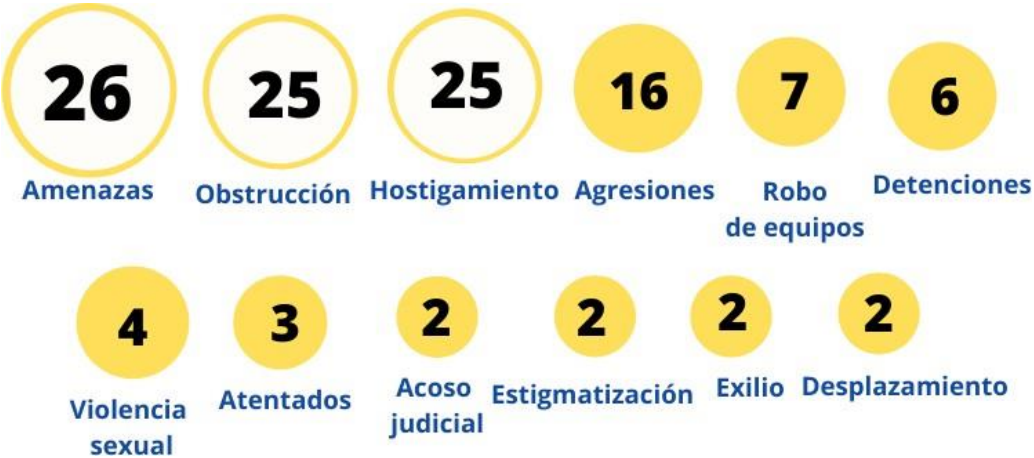 26
25
25
16
7
6
Amenazas
Obstrucción
Hostigamiento
Agresiones
Robo
de equipos
Detenciones
4
3
2
2
2
2
Violencia
sexual
Atentados
Acoso
judicial
Estigmatización
Exilio
Desplazamiento